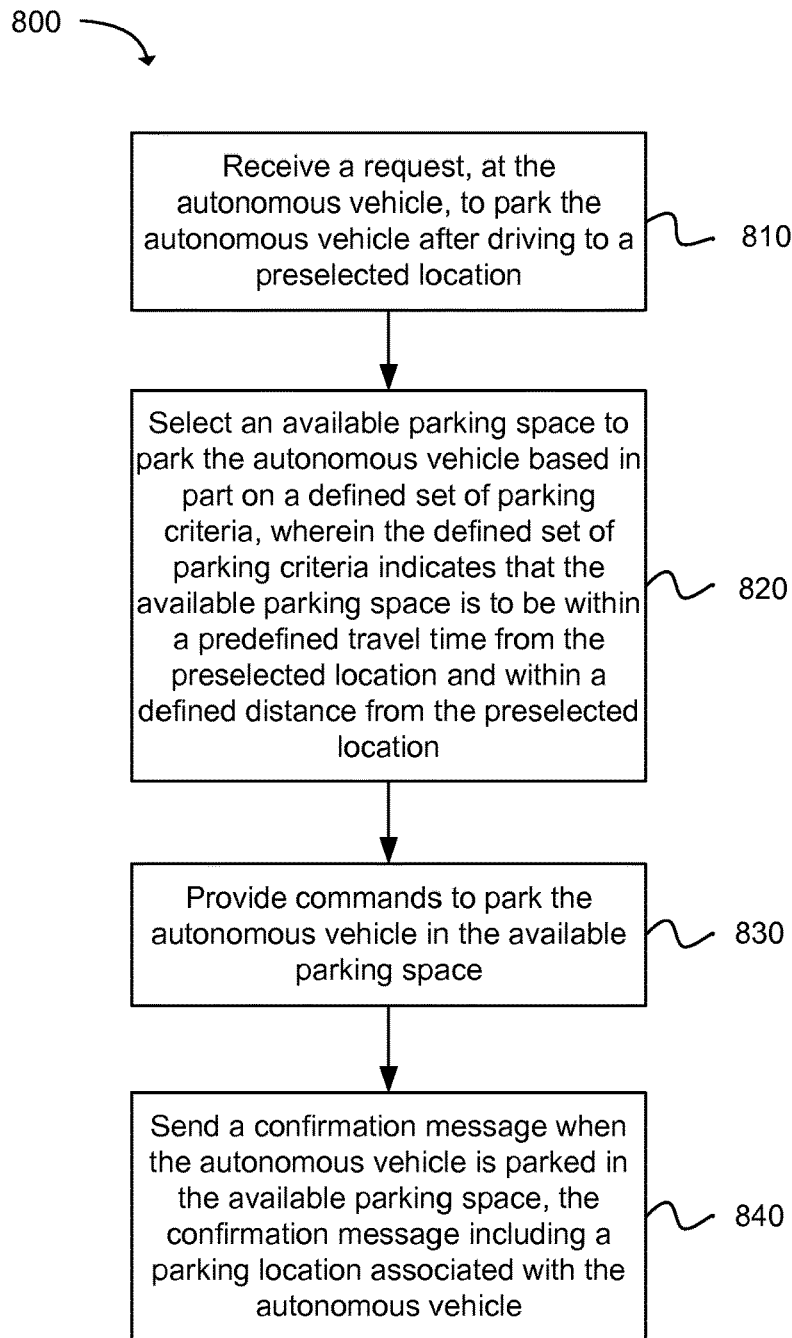 800
Receive a request, at the
autonomous vehicle, to park the
autonomous vehicle after driving to a
preselected location
810
Select an available parking space to
park the autonomous vehicle based in
part on a defined set of parking
criteria, wherein the defined set of
parking criteria indicates that the
available parking space is to be within
a predefined travel time from the
preselected location and within a
defined distance from the preselected
location
820
Provide commands to park the
autonomous vehicle in the available
parking space
830
Send a confirmation message when
the autonomous vehicle is parked in
the available parking space, the
confirmation message including a
parking location associated with the
autonomous vehicle
840